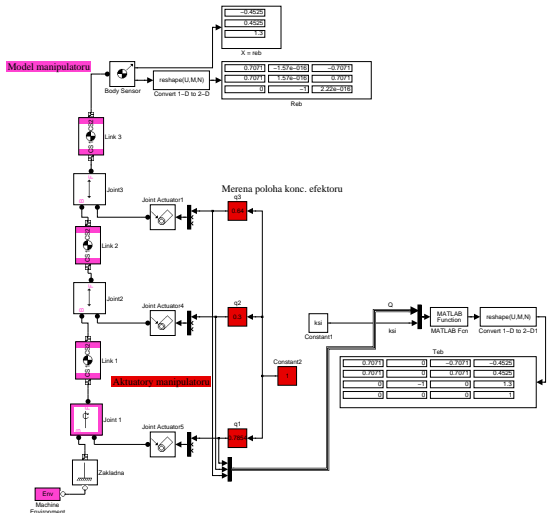 −0.4525
0.4525
1.3
X = reb
Model manipulatoru
Body Sensor
reshape(U,M,N)
Convert 1−D to 2−D
0.7071 −1.57e−016 −0.7071
0.7071 1.57e−016 0.7071
0 −1 2.22e−016
Reb
Link 3
Joint3
Joint Actuator1
Merena poloha konc. efektoru
q3
Link 2
Joint2
Joint Actuator4
q2
Q
ksi
Constant1
ksi
MATLAB
Function
MATLAB Fcn
reshape(U,M,N)
Convert 1−D to 2−D1
Link 1
Aktuatory manipulatoru
Constant2
Teb
0.7071 0 −0.7071 −0.4525
0.7071 0 0.7071 0.4525
0 −1 0 1.3
0 0 0 1
Joint 1
Joint Actuator5
q1
Zakladna
Env
Machine
Environment